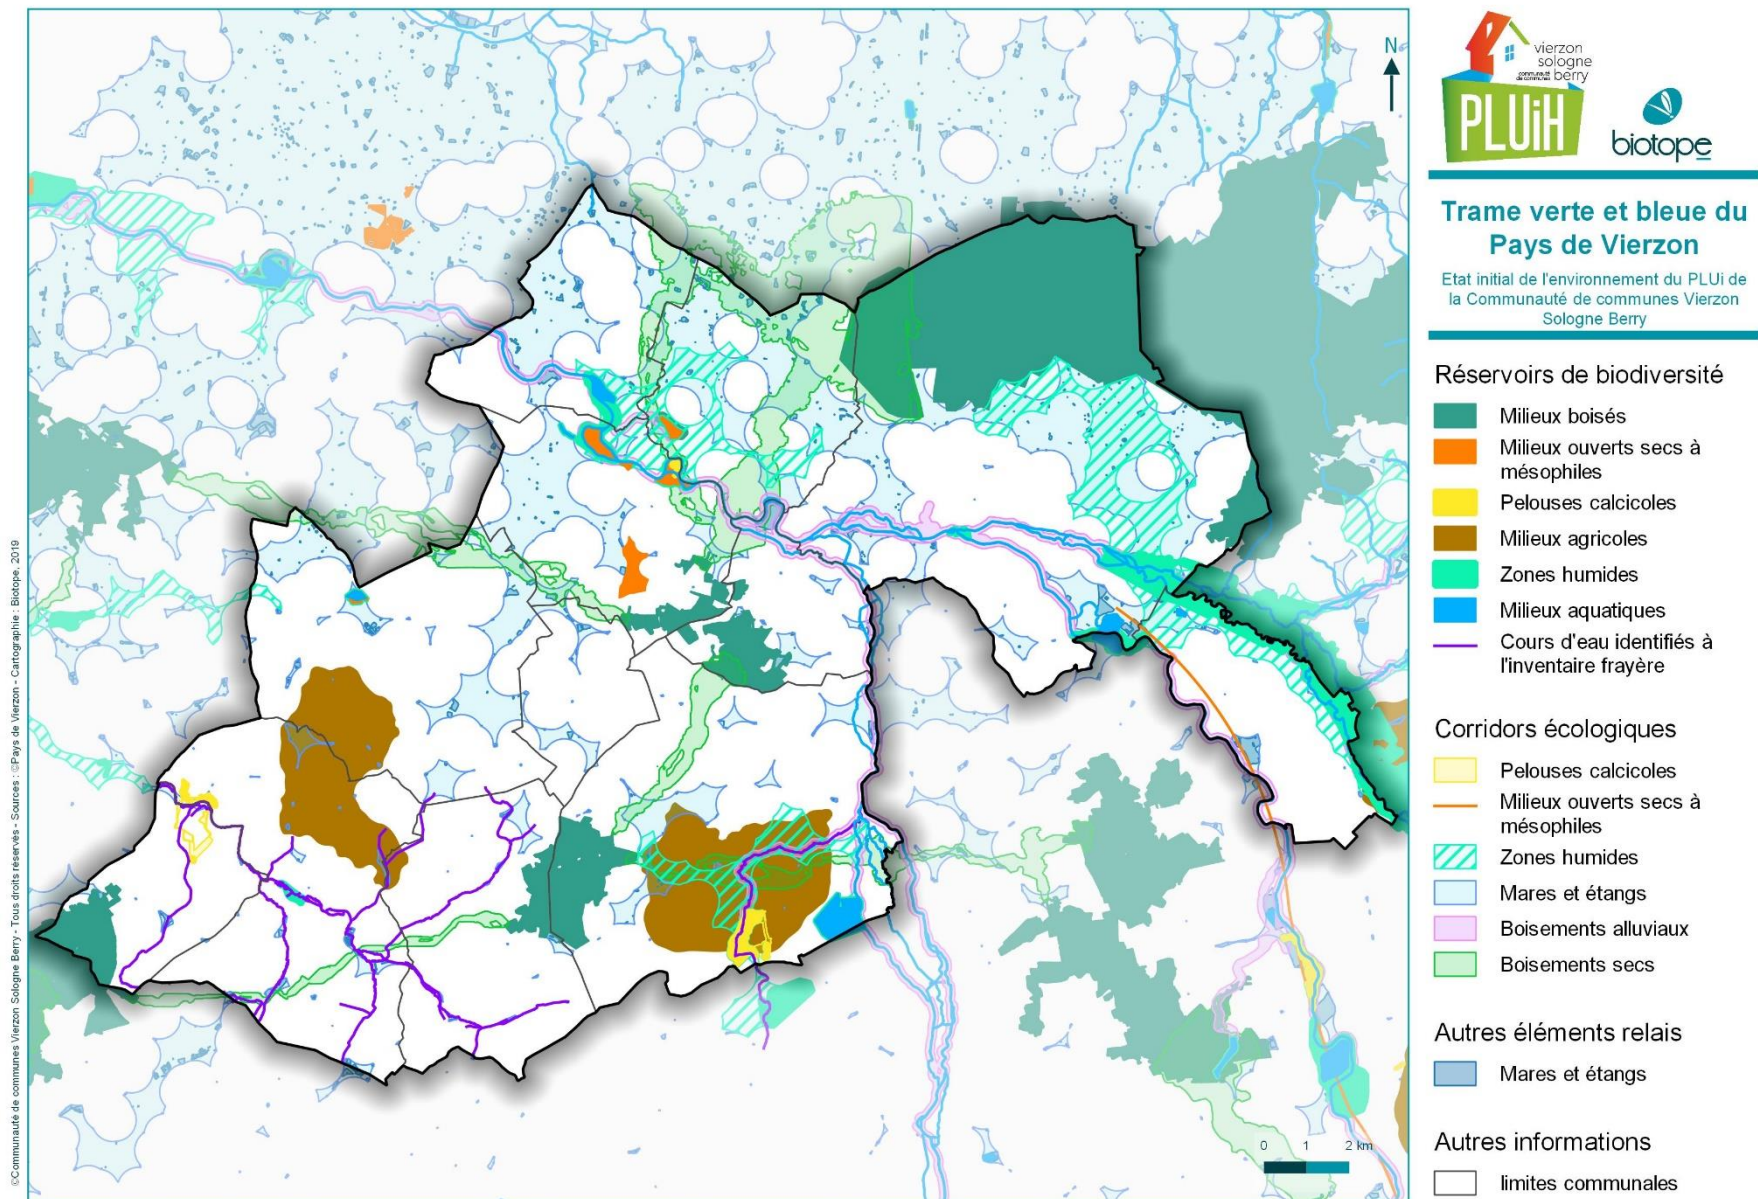 N
vierzon
sologne
communauté
de communes
berry
PLUiH
biotope
Trame verte et bleue du
Pays de Vierzon
Etat initial de l'environnement du PLUi de
la Communauté de communes Vierzon
Sologne Berry
Réservoirs de biodiversité
Milieux boisés
Milieux ouverts secs à
mésophiles
Pelouses calcicoles
Milieux agricoles
Zones humides
Milieux aquatiques
Cours d'eau identifiés à
l'inventaire frayère
Corridors écologiques
Pelouses calcicoles
Milieux ouverts secs à
mésophiles
Zones humides
Mares et étangs
Boisements alluviaux
Boisements secs
Autres éléments relais
Mares et étangs
Autres informations
limites communales
0 1 2 km
©Communauté de communes Vierzon Sologne Berry - Tous droits réservés - Sources : ©Pays de Vierzon - Cartographie : Biotope, 2019